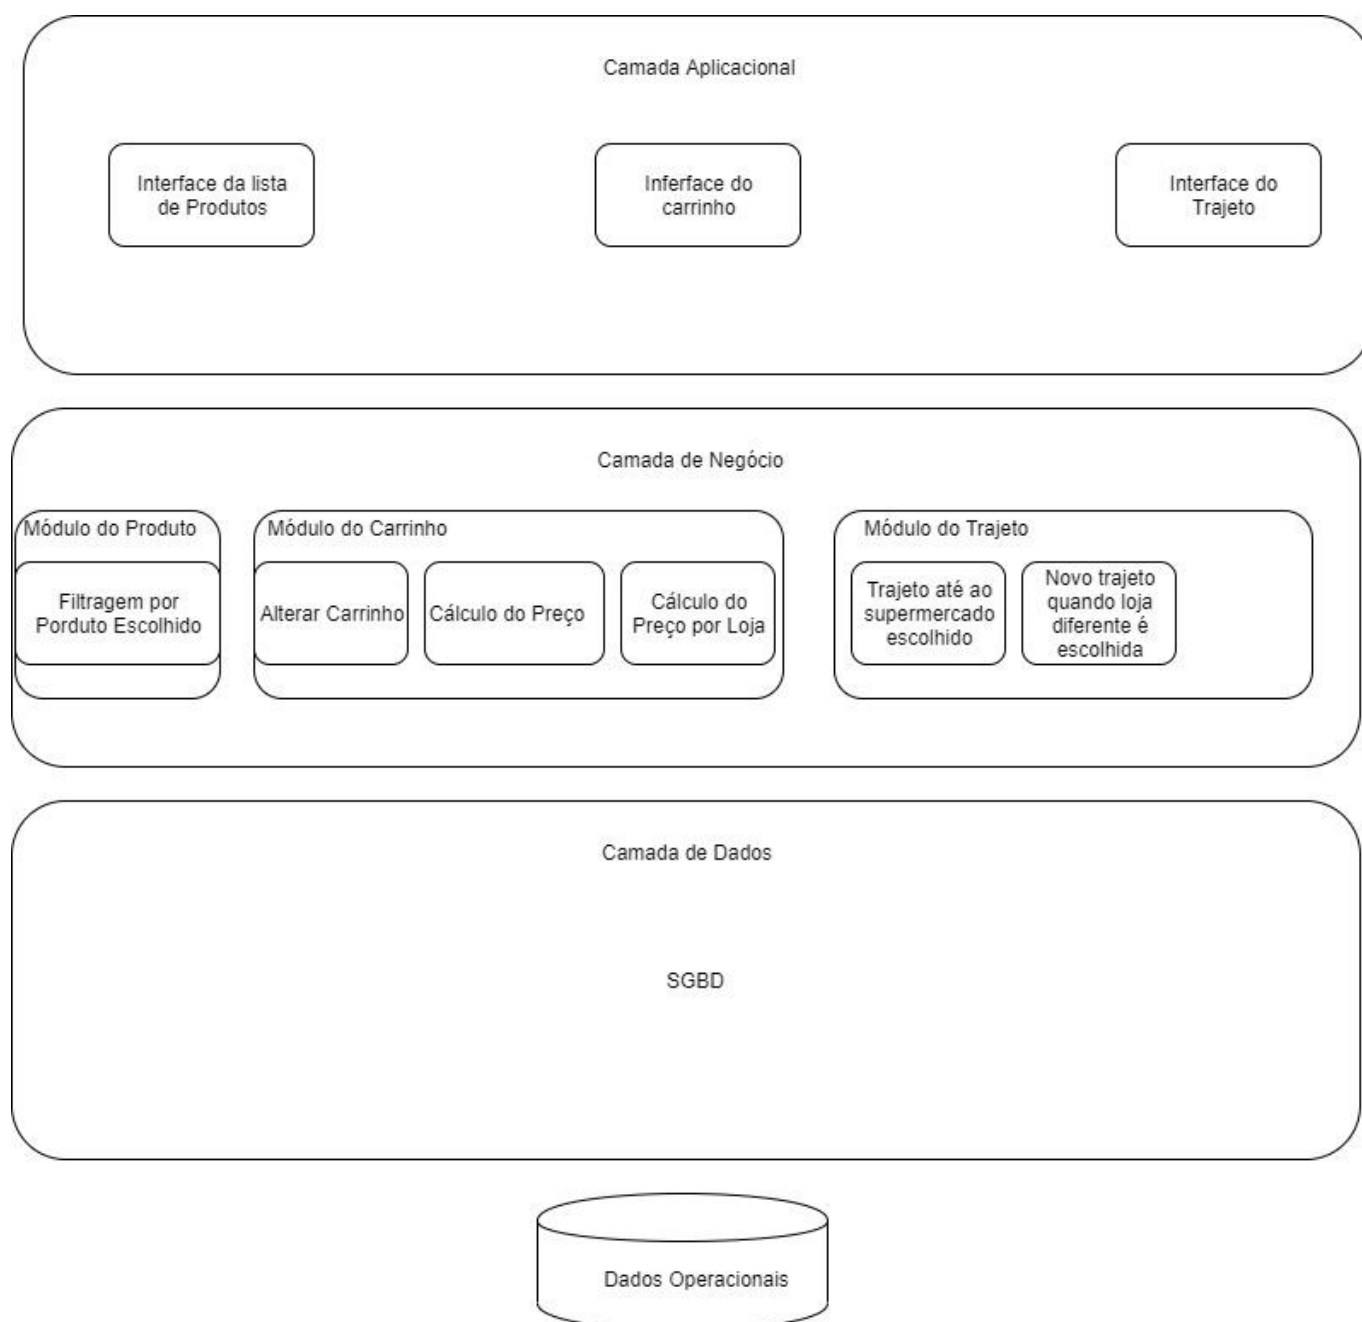 Camada Aplicacional
Interface da lista
de Produtos
Inferface do
carrinho
Interface do
Trajeto
Camada de Negócio
Módulo do Produto
Filtragem por
Porduto Escolhido
Módulo do Carrinho
Alterar Carrinho
Cálculo do Preço
Cálculo do
Preço por Loja
Módulo do Trajeto
Trajeto até ao
supermercado
escolhido
Novo trajeto
quando loja
diferente é
escolhida
Camada de Dados
SGBD
Dados Operacionais